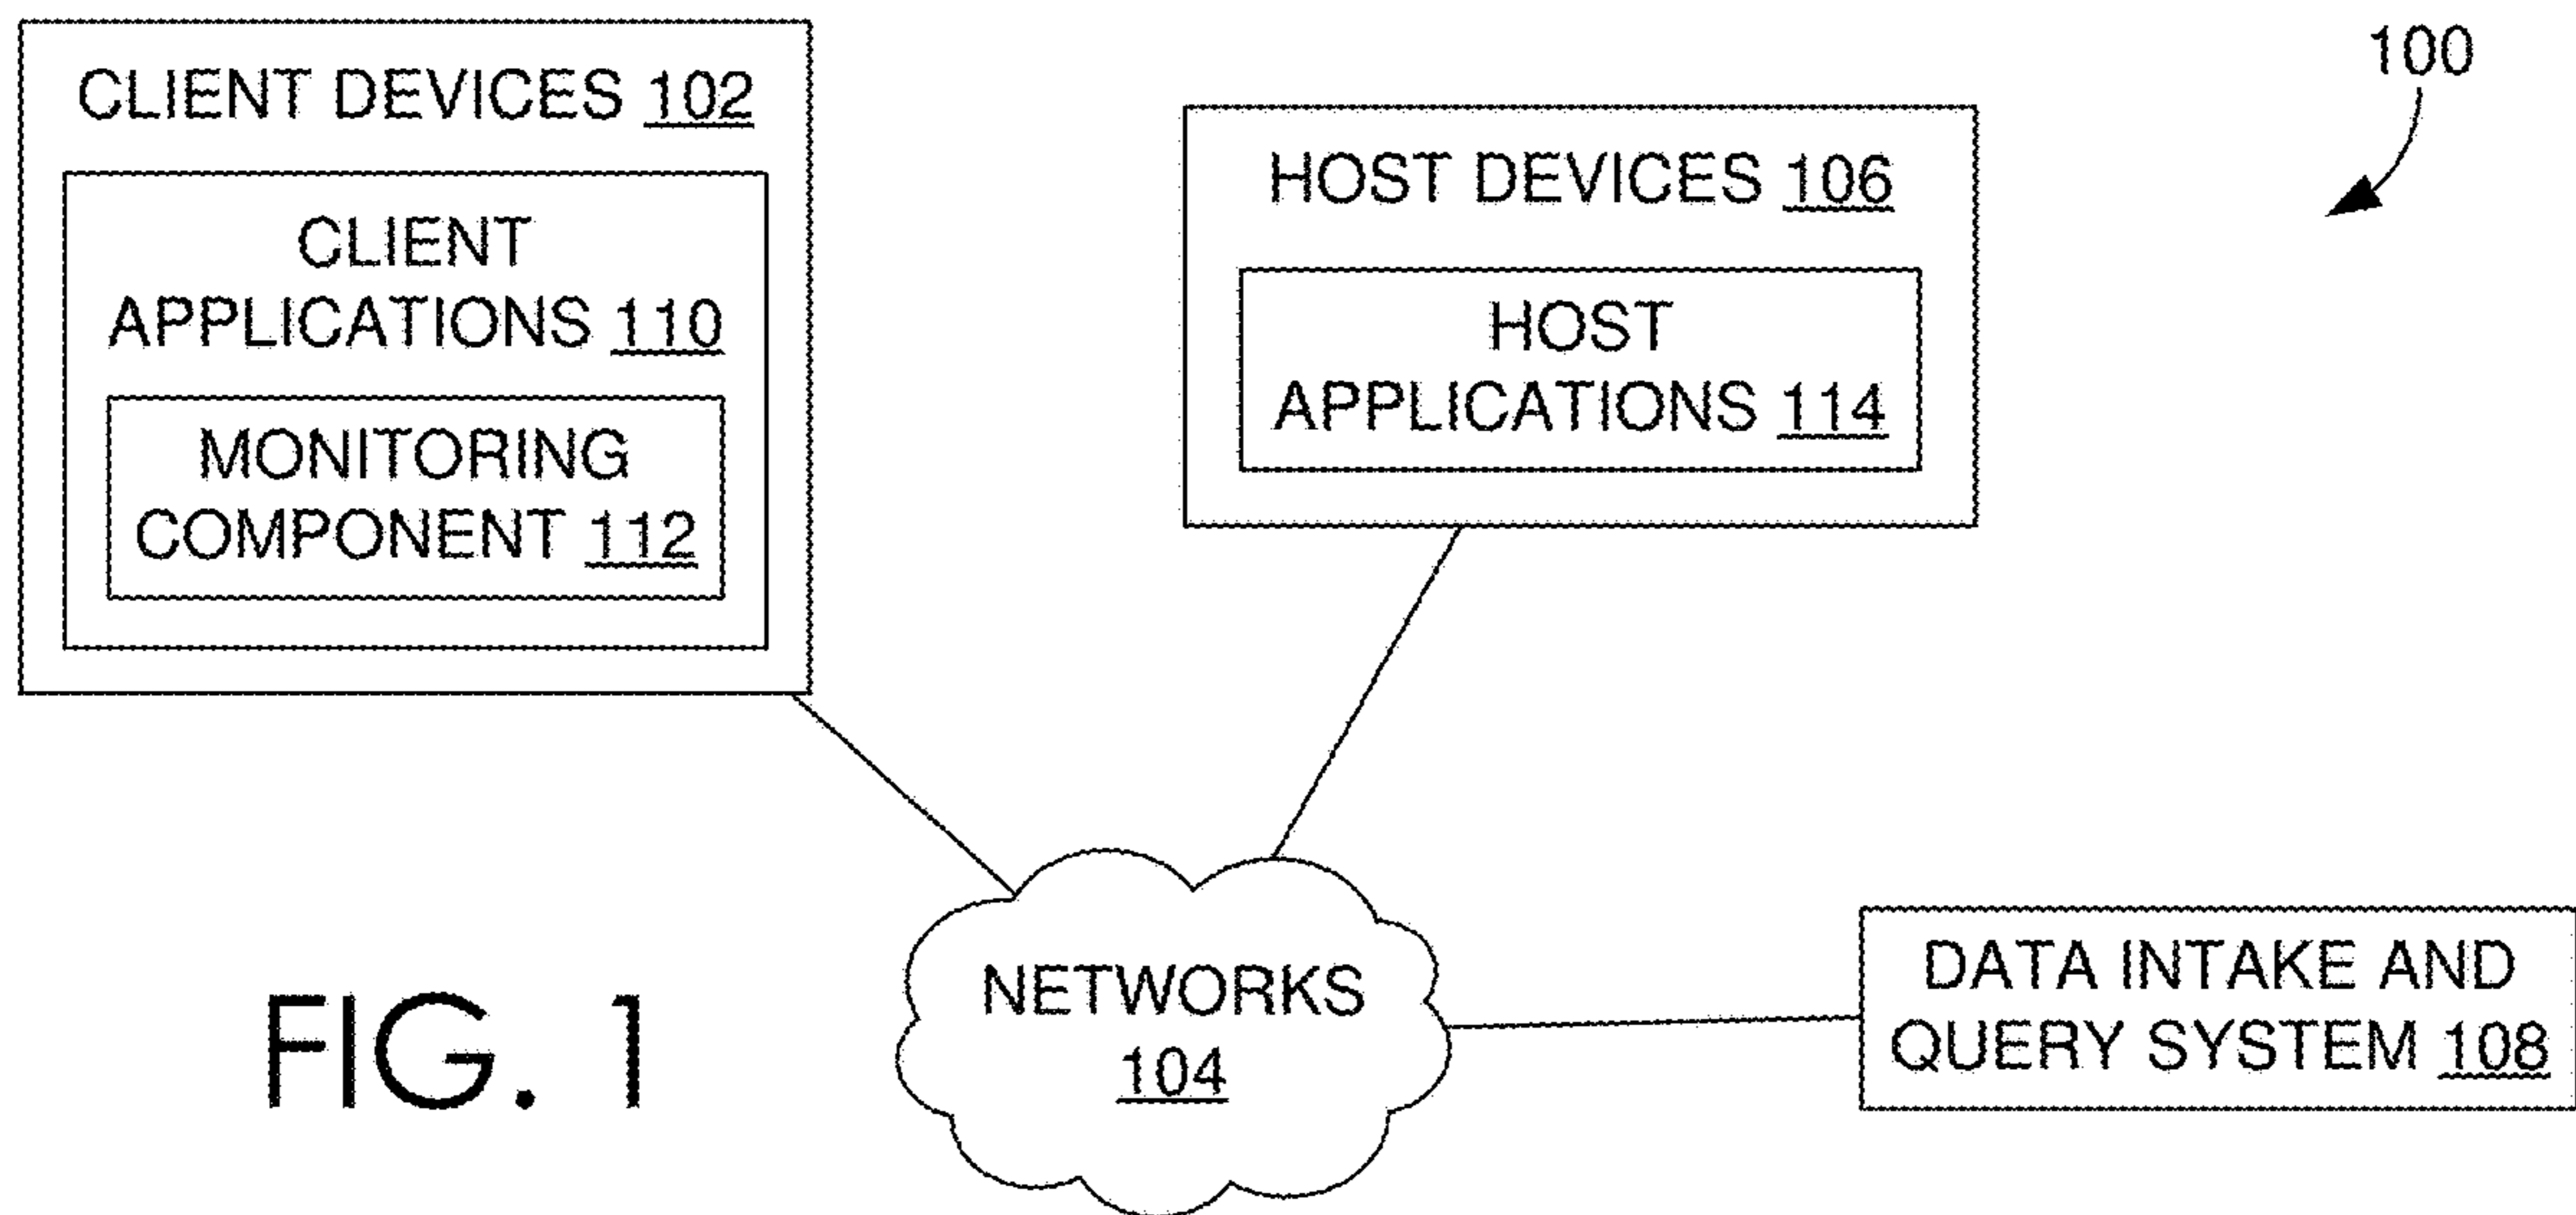 CLIENT DEVICES 102
CLIENT
APPLICATIONS 110
MONITORING
COMPONENT 112
HOST DEVICES 106
HOST
APPLICATIONS 114
100
NETWORKS
104
DATA INTAKE AND
QUERY SYSTEM 108
FIG. 1